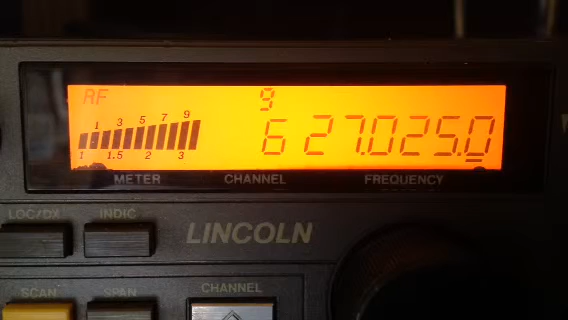 RF
9
1 3 5 7 9
6 27.025.0
1 1.5 2 3
METER CHANNEL FREQUENCY
LOC/DX INDIC
LINCOLN
SCAN SPAN CHANNEL